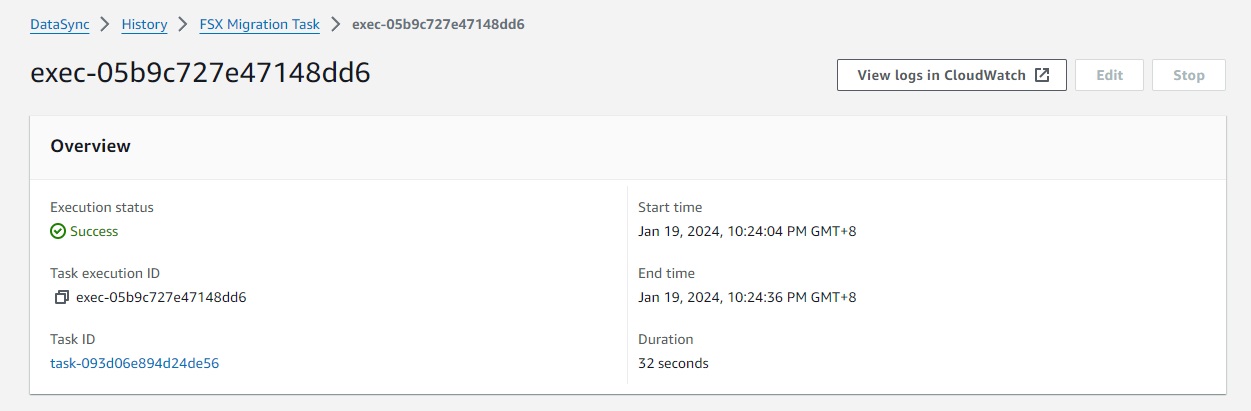 DataSync > History > FSX Migration Task > exec-05b9c727e47148dd6
exec-05b9c727e47148dd6
View logs in CloudWatch
Edit
Stop
Overview
Execution status
Success
Task execution ID
exec-05b9c727e47148dd6
Task ID
task-093d06e894d24de56
Start time
Jan 19, 2024, 10:24:04 PM GMT+8
End time
Jan 19, 2024, 10:24:36 PM GMT+8
Duration
32 seconds